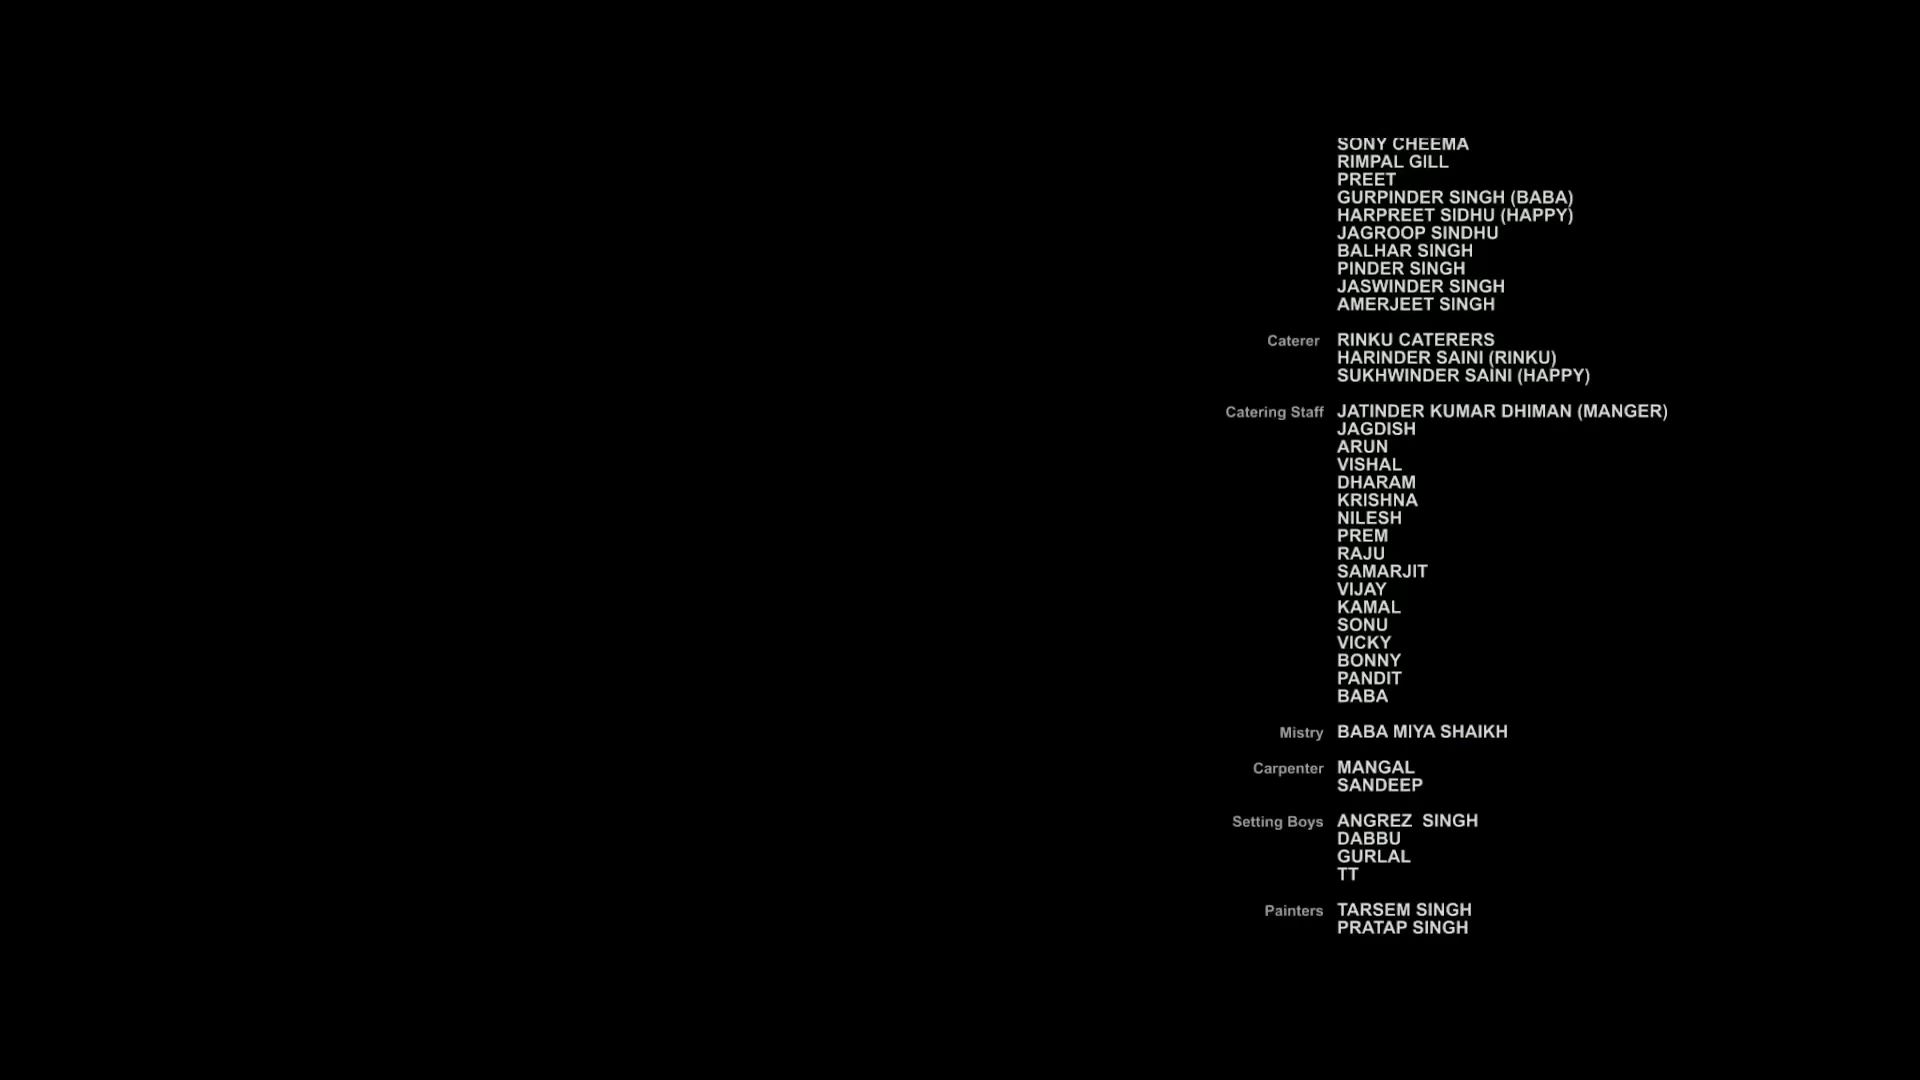 SONY CHEEMA
RIMPAL GILL
PREET
GURPINDER SINGH (BABA)
HARPREET SIDHU (HAPPY)
JAGROOP SINDHU
BALHAR SINGH
PINDER SINGH
JASWINDER SINGH
AMERJEET SINGH
Caterer RINKU CATERERS
HARINDER SAINI (RINKU)
SUKHWINDER SAINI (HAPPY)
Catering Staff JATINDER KUMAR DHIMAN (MANGER)
JAGDISH
ARUN
VISHAL
DHARAM
KRISHNA
NILESH
PREM
RAJU
SAMARJIT
VIJAY
KAMAL
SONU
VICKY
BONNY
PANDIT
BABA
Mistry BABA MIYA SHAIKH
Carpenter MANGAL
SANDEEP
Setting Boys ANGREZ  SINGH
DABBU
GURLAL
TT
Painters TARSEM SINGH
PRATAP SINGH